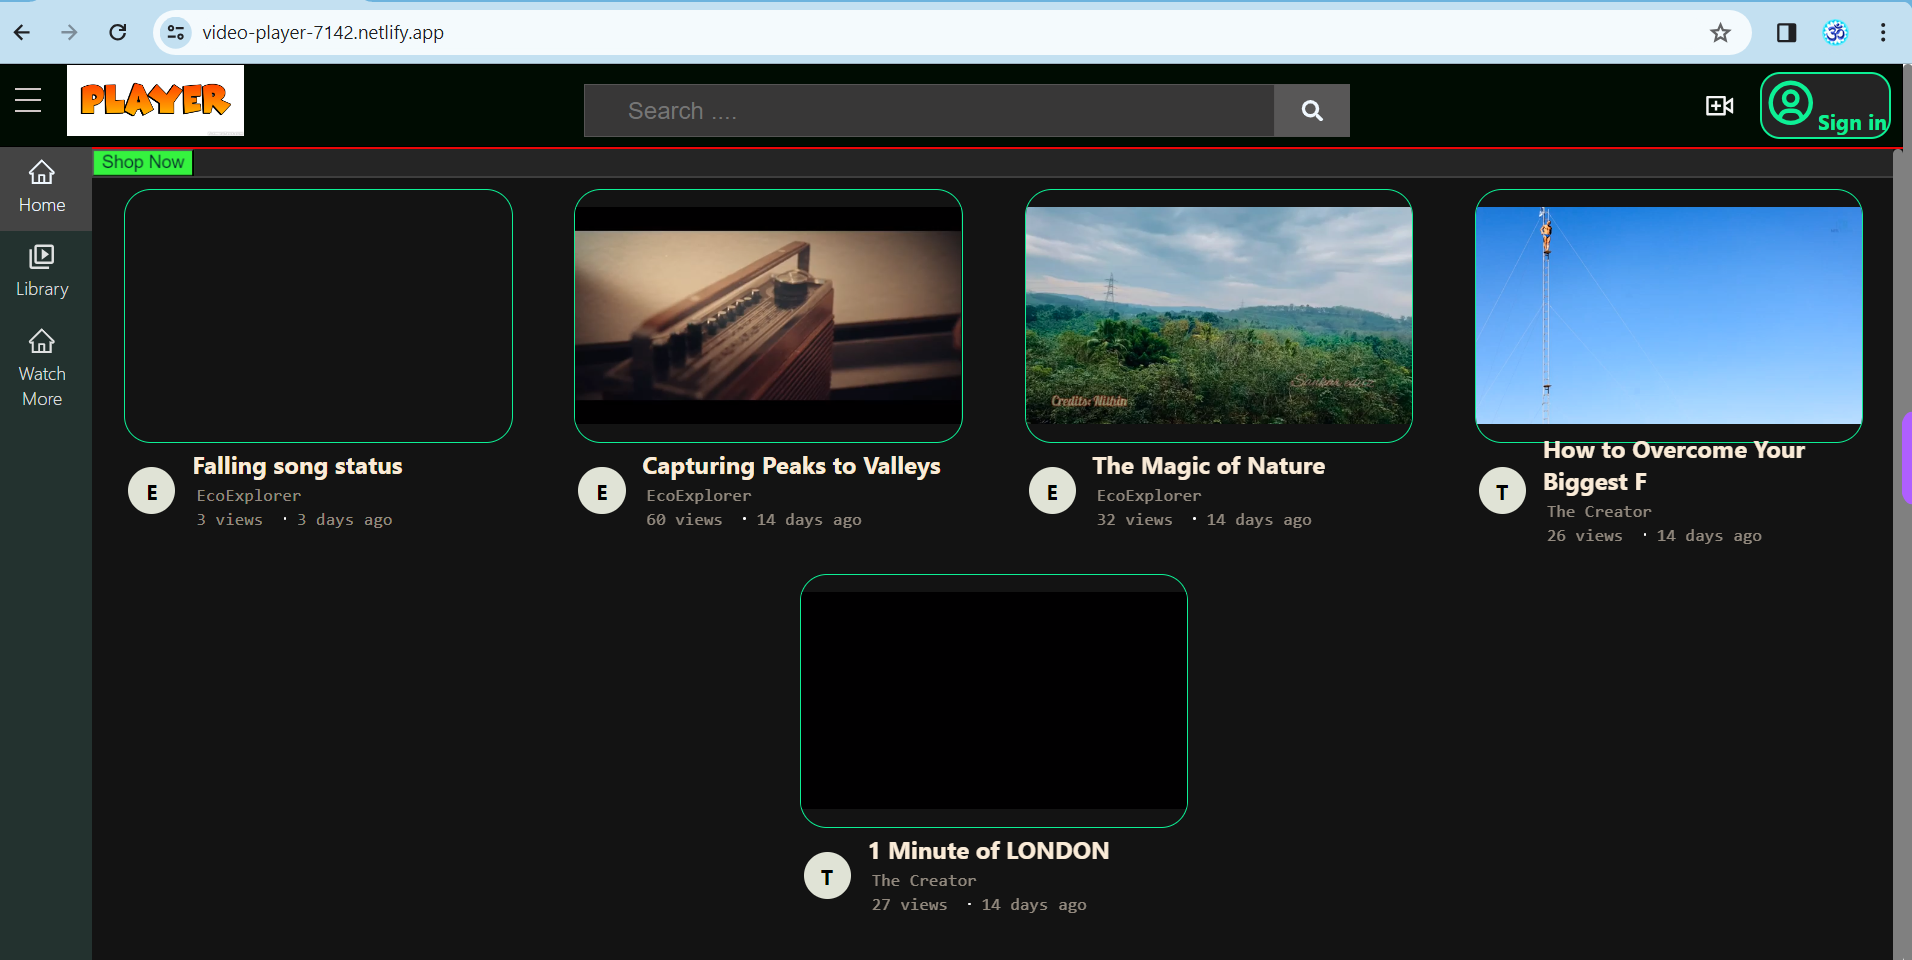 video-player-7142.netlify.app
ॐ
PLAYER
Search ....
Sign in
Shop Now
Home
Library
Watch
More
Credits: Nithin
E
Falling song status
EcoExplorer
3 views · 3 days ago
E
Capturing Peaks to Valleys
EcoExplorer
60 views · 14 days ago
E
The Magic of Nature
EcoExplorer
32 views · 14 days ago
T
How to Overcome Your
Biggest F
The Creator
26 views · 14 days ago
T
1 Minute of LONDON
The Creator
27 views · 14 days ago